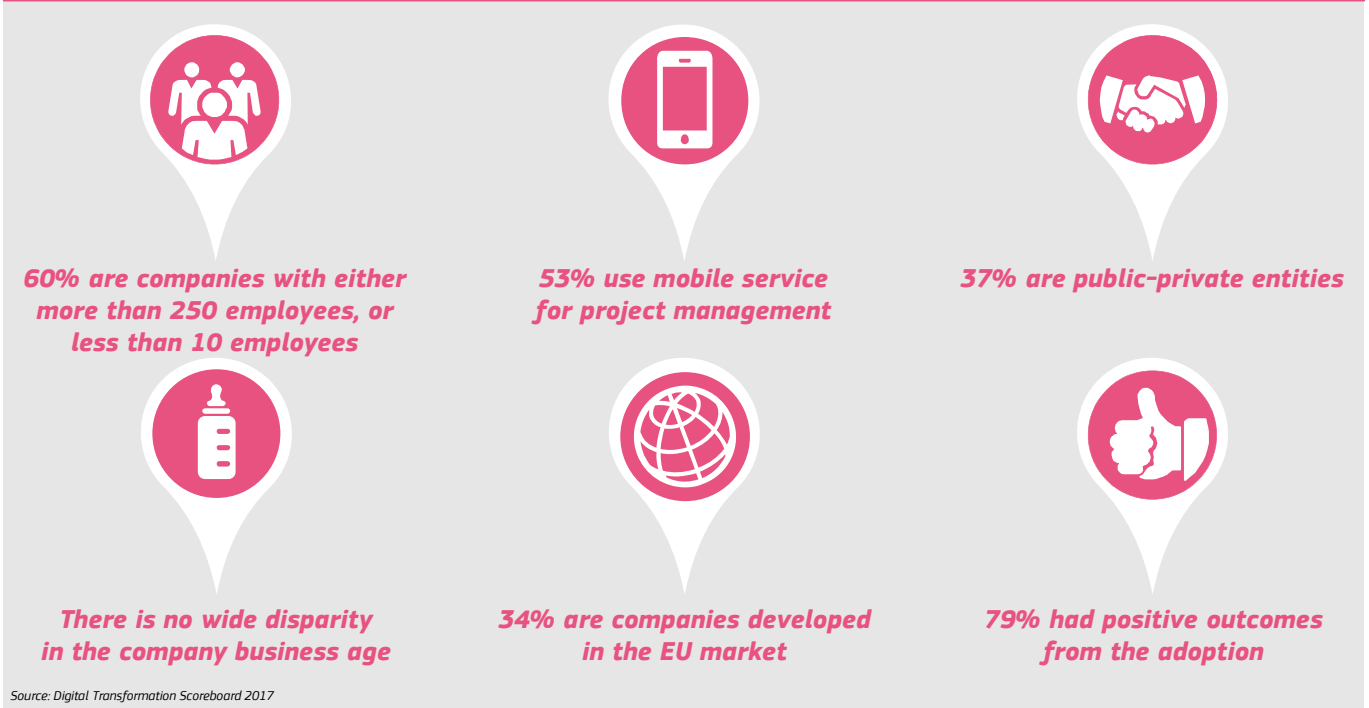 60% are companies with either
more than 250 employees, or
less than 10 employees
53% use mobile service
for project management
37% are public-private entities
There is no wide disparity
in the company business age
34% are companies developed
in the EU market
79% had positive outcomes
from the adoption
Source: Digital Transformation Scoreboard 2017